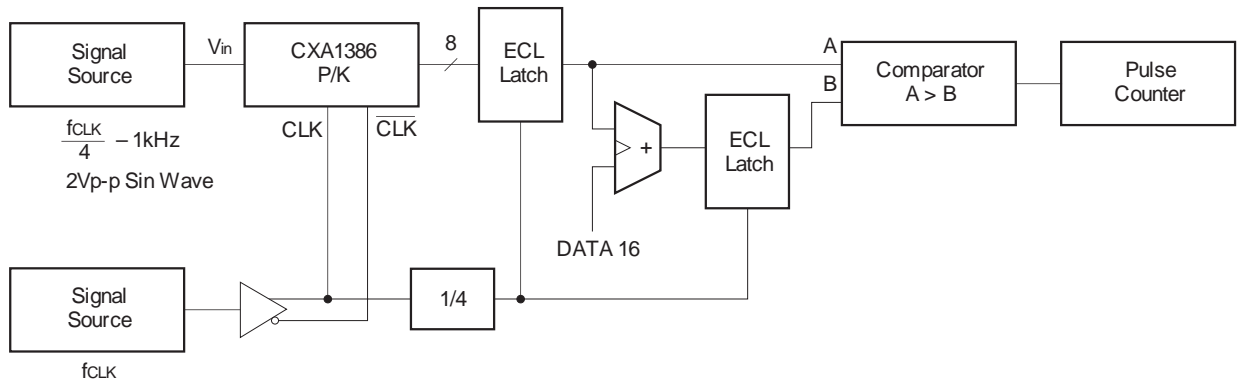 Signal
Source
Vin
CXA1386
P/K
8
ECL
Latch
A
B
Comparator
A > B
Pulse
Counter
fCLK
4
– 1kHz
2Vp-p Sin Wave
CLK
CLK
+
ECL
Latch
DATA 16
Signal
Source
1/4
fCLK